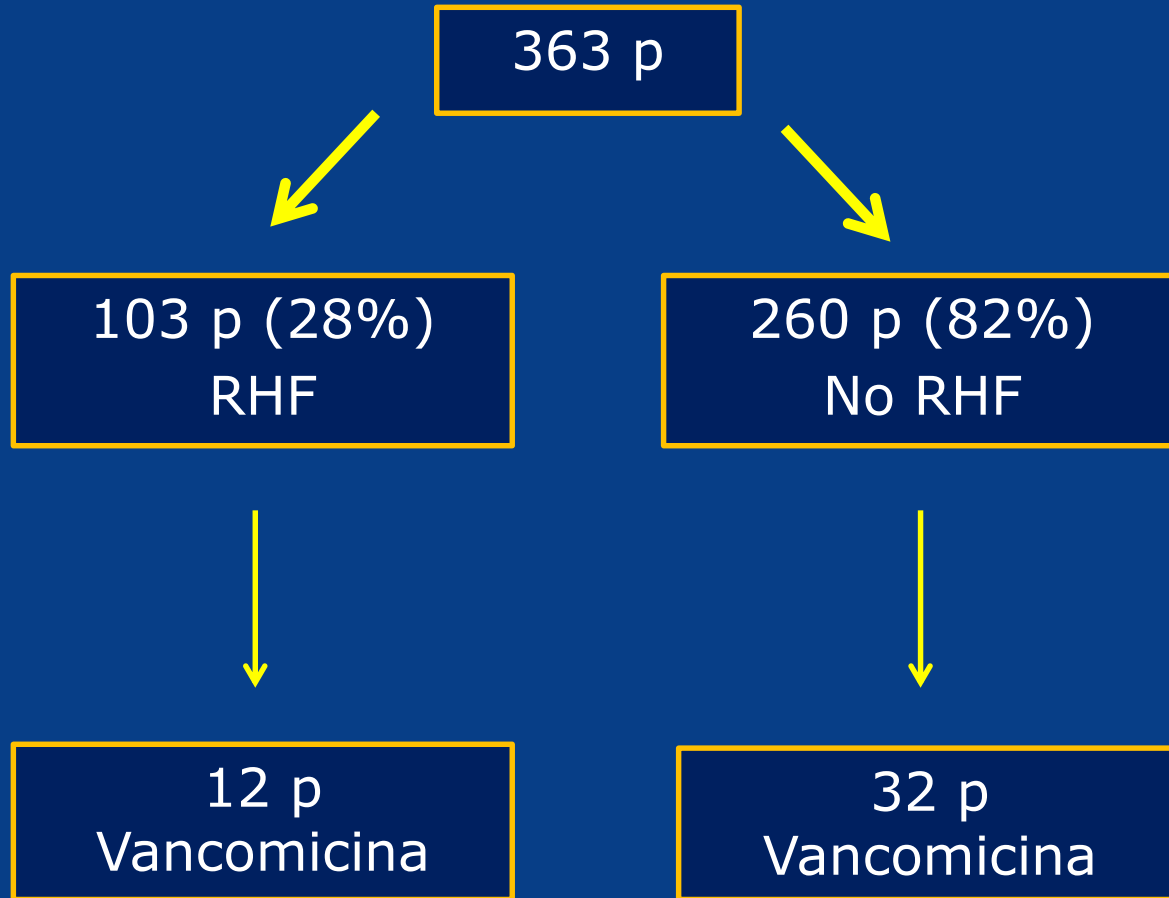 363 p
103 p (28%)
RHF
260 p (82%)
No RHF
12 p
Vancomicina
32 p
Vancomicina